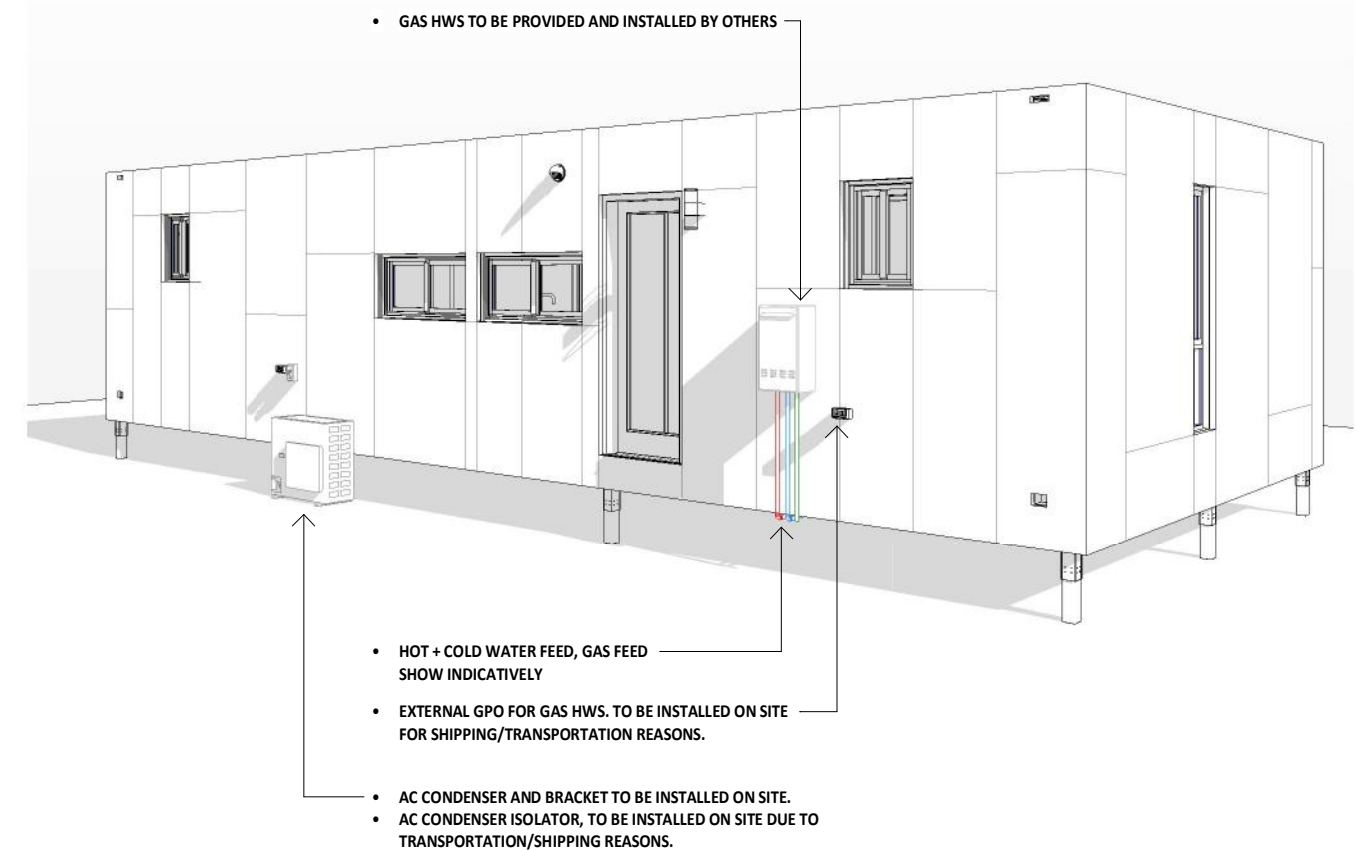 • GAS HWS TO BE PROVIDED AND INSTALLED BY OTHERS
• HOT + COLD WATER FEED, GAS FEED
SHOW INDICATIVELY
• EXTERNAL GPO FOR GAS HWS. TO BE INSTALLED ON SITE
FOR SHIPPING/TRANSPORTATION REASONS.
• AC CONDENSER AND BRACKET TO BE INSTALLED ON SITE.
• AC CONDENSER ISOLATOR, TO BE INSTALLED ON SITE DUE TO
TRANSPORTATION/SHIPPING REASONS.